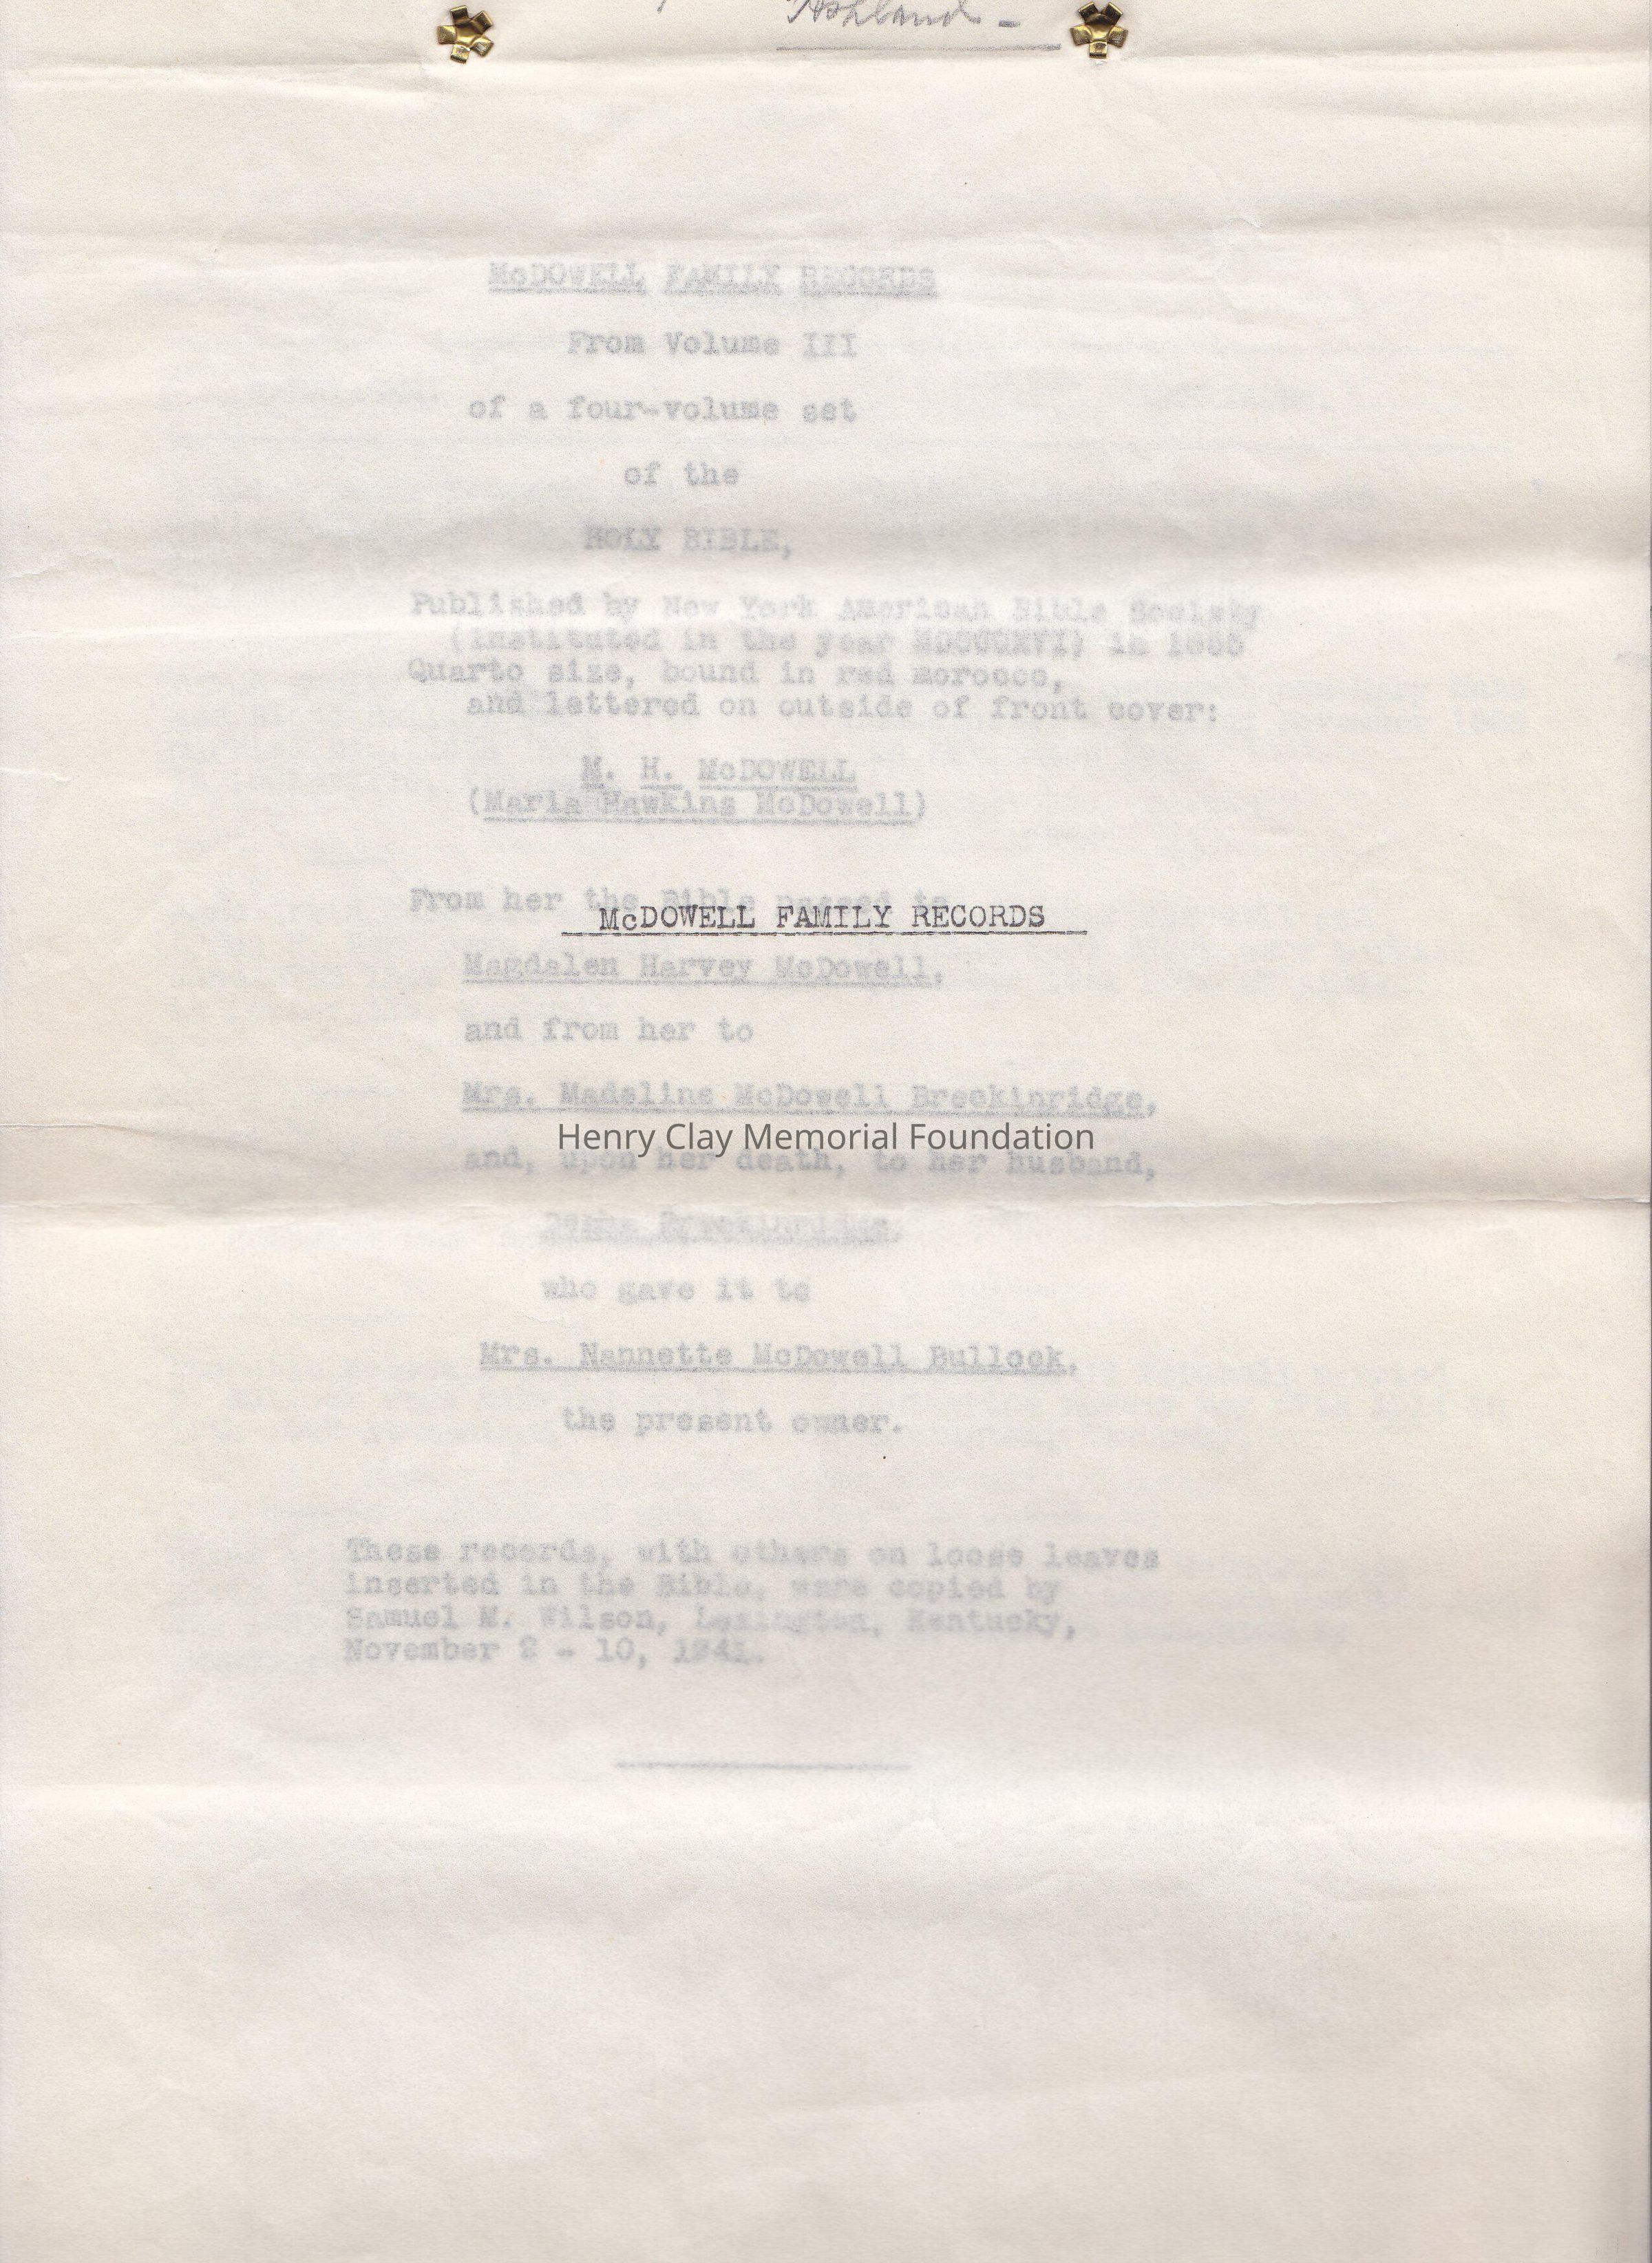 Ashland -
McDOWELL FAMILY RECORDS
From Volume III
of a four-volume set
of the
HOLY BIBLE,
Published by New York American Bible Society
(instituted in the year MDCCCXVI) in
Quarto size, bound in red morocco,
and lettered on outside of front cover:
M. H. McDOWELL
(Maria Hawkins McDowell)
From her the Bible passed to
McDOWELL FAMILY RECORDS
Magdalen Harvey McDowell,
and from her to
Mrs. Madeline McDowell Breckinridge,
Henry Clay Memorial Foundation
and, upon her death, to her husband,
Desha Breckinridge,
who gave it to
Mrs. Nannette McDowell Bullock,
the present owner.
These records, with others on loose leaves
inserted in the Bible, were copied by
Samuel M. Wilson, Lexington, Kentucky,
November 2 - 10, 1941.